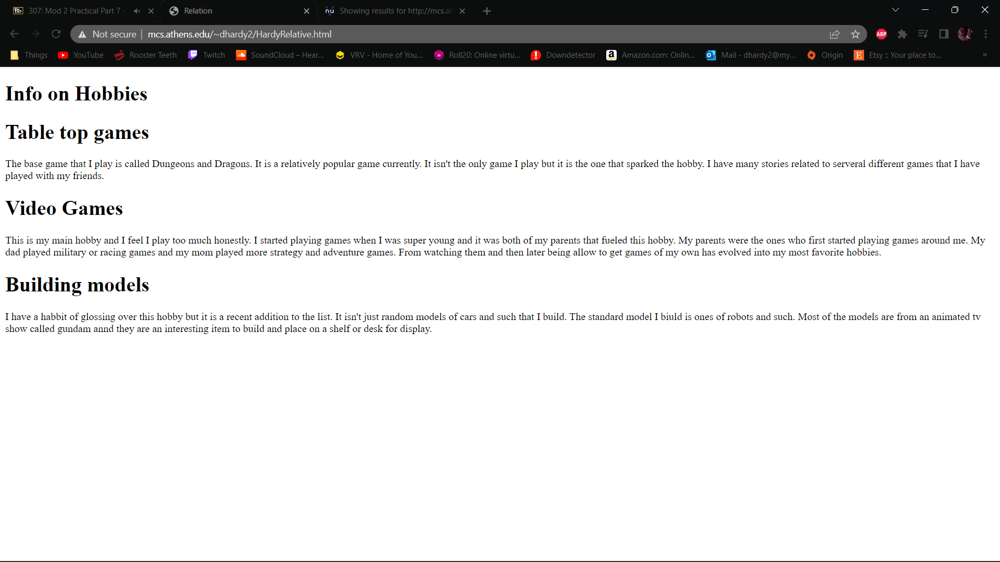 307: Mod 2 Practical Part 7 -
Relation
Showing results for http://mcs.at
Not secure
mcs.athens.edu/~dhardy2/HardyRelative.html
ABP
Things
YouTube
Rooster Teeth
Twitch
SoundCloud – Hear...
VRV - Home of You...
Roll20: Online virtu...
Downdetector
Amazon.com: Onlin...
Mail - dhardy2@my...
Origin
Etsy :: Your place to...
»
Info on Hobbies
Table top games
The base game that I play is called Dungeons and Dragons. It is a relatively popular game currently. It isn't the only game I play but it is the one that sparked the hobby. I have many stories related to serveral different games that I have
played with my friends.
Video Games
This is my main hobby and I feel I play too much honestly. I started playing games when I was super young and it was both of my parents that fueled this hobby. My parents were the ones who first started playing games around me. My
dad played military or racing games and my mom played more strategy and adventure games. From watching them and then later being allow to get games of my own has evolved into my most favorite hobbies.
Building models
I have a habbit of glossing over this hobby but it is a recent addition to the list. It isn't just random models of cars and such that I build. The standard model I biuld is ones of robots and such. Most of the models are from an animated tv
show called gundam annd they are an interesting item to build and place on a shelf or desk for display.